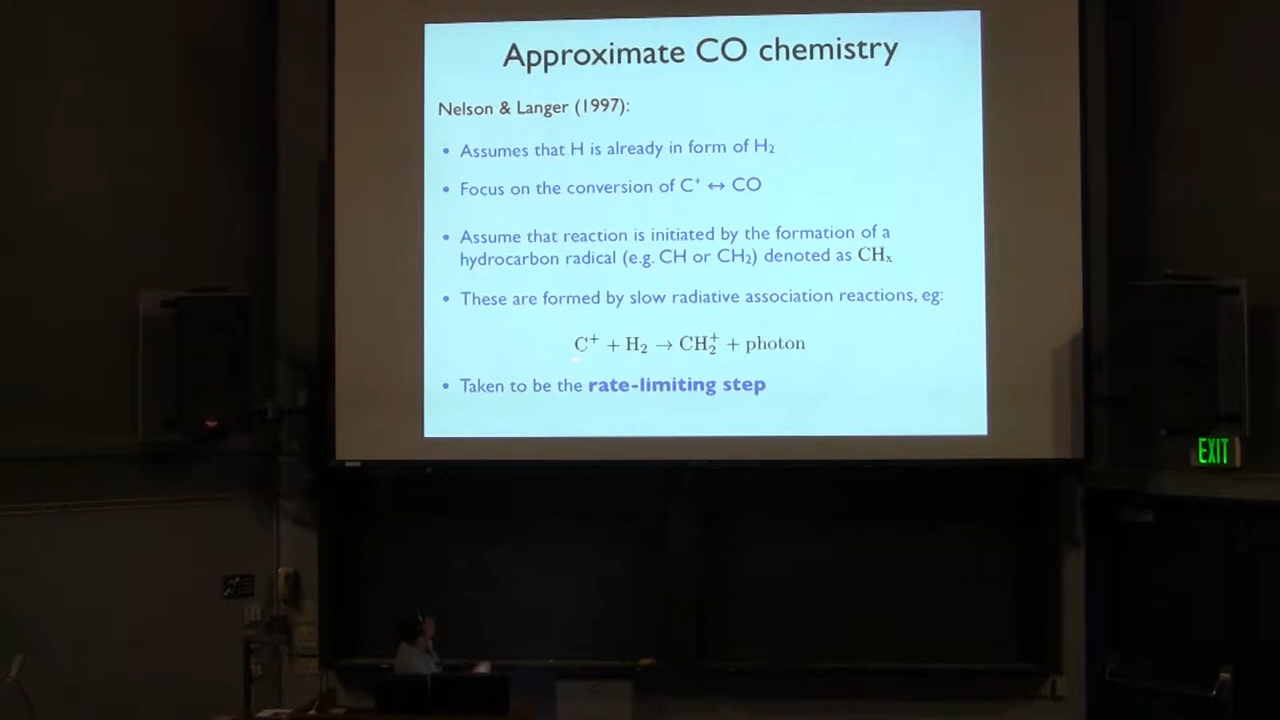 Approximate CO chemistry
Nelson & Langer (1997):
• Assumes that H is already in form of H₂
• Focus on the conversion of C⁺ ↔ CO
• Assume that reaction is initiated by the formation of a
hydrocarbon radical (e.g. CH or CH₂) denoted as CHₓ
• These are formed by slow radiative association reactions, eg:
C⁺ + H₂ → CH₂⁺ + photon
• Taken to be the rate-limiting step
EXIT